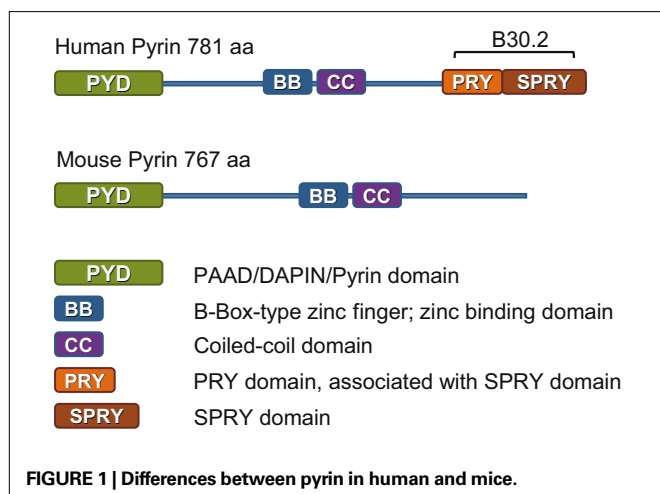 Human Pyrin 781 aa
B30.2
PYD BB CC PRY SPRY
Mouse Pyrin 767 aa
PYD BB CC
PYD PAAD/DAPIN/Pyrin domain
BB B-Box-type zinc finger; zinc binding domain
CC Coiled-coil domain
PRY PRY domain, associated with SPRY domain
SPRY SPRY domain
FIGURE 1 | Differences between pyrin in human and mice.